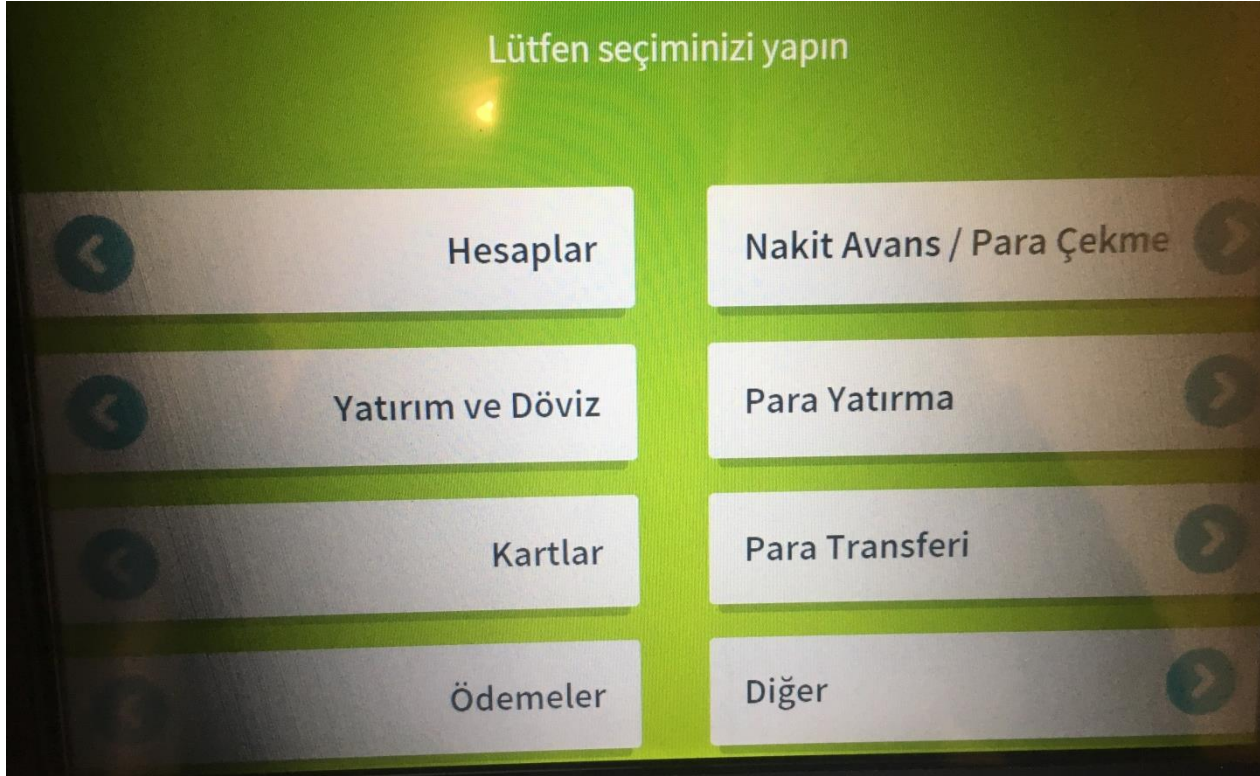 Lütfen seçiminizi yapın
Hesaplar
Nakit Avans / Para Çekme
Yatırım ve Döviz
Para Yatırma
Kartlar
Para Transferi
Ödemeler
Diğer